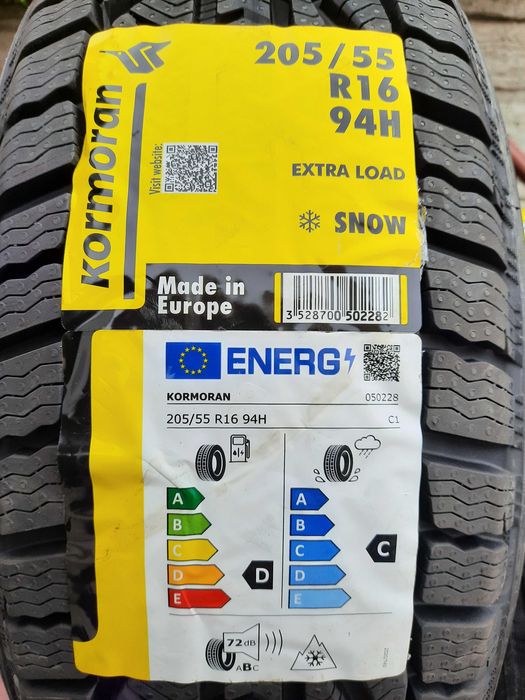 kormoran
205/55
R16
94H
Visit website:
EXTRA LOAD
SNOW
Made in
Europe
3 528700 502282
ENERG
KORMORAN
050228
205/55 R16 94H
C1
A
B
C
D
E
D
A
B
C
D
E
C
72dB
ABC